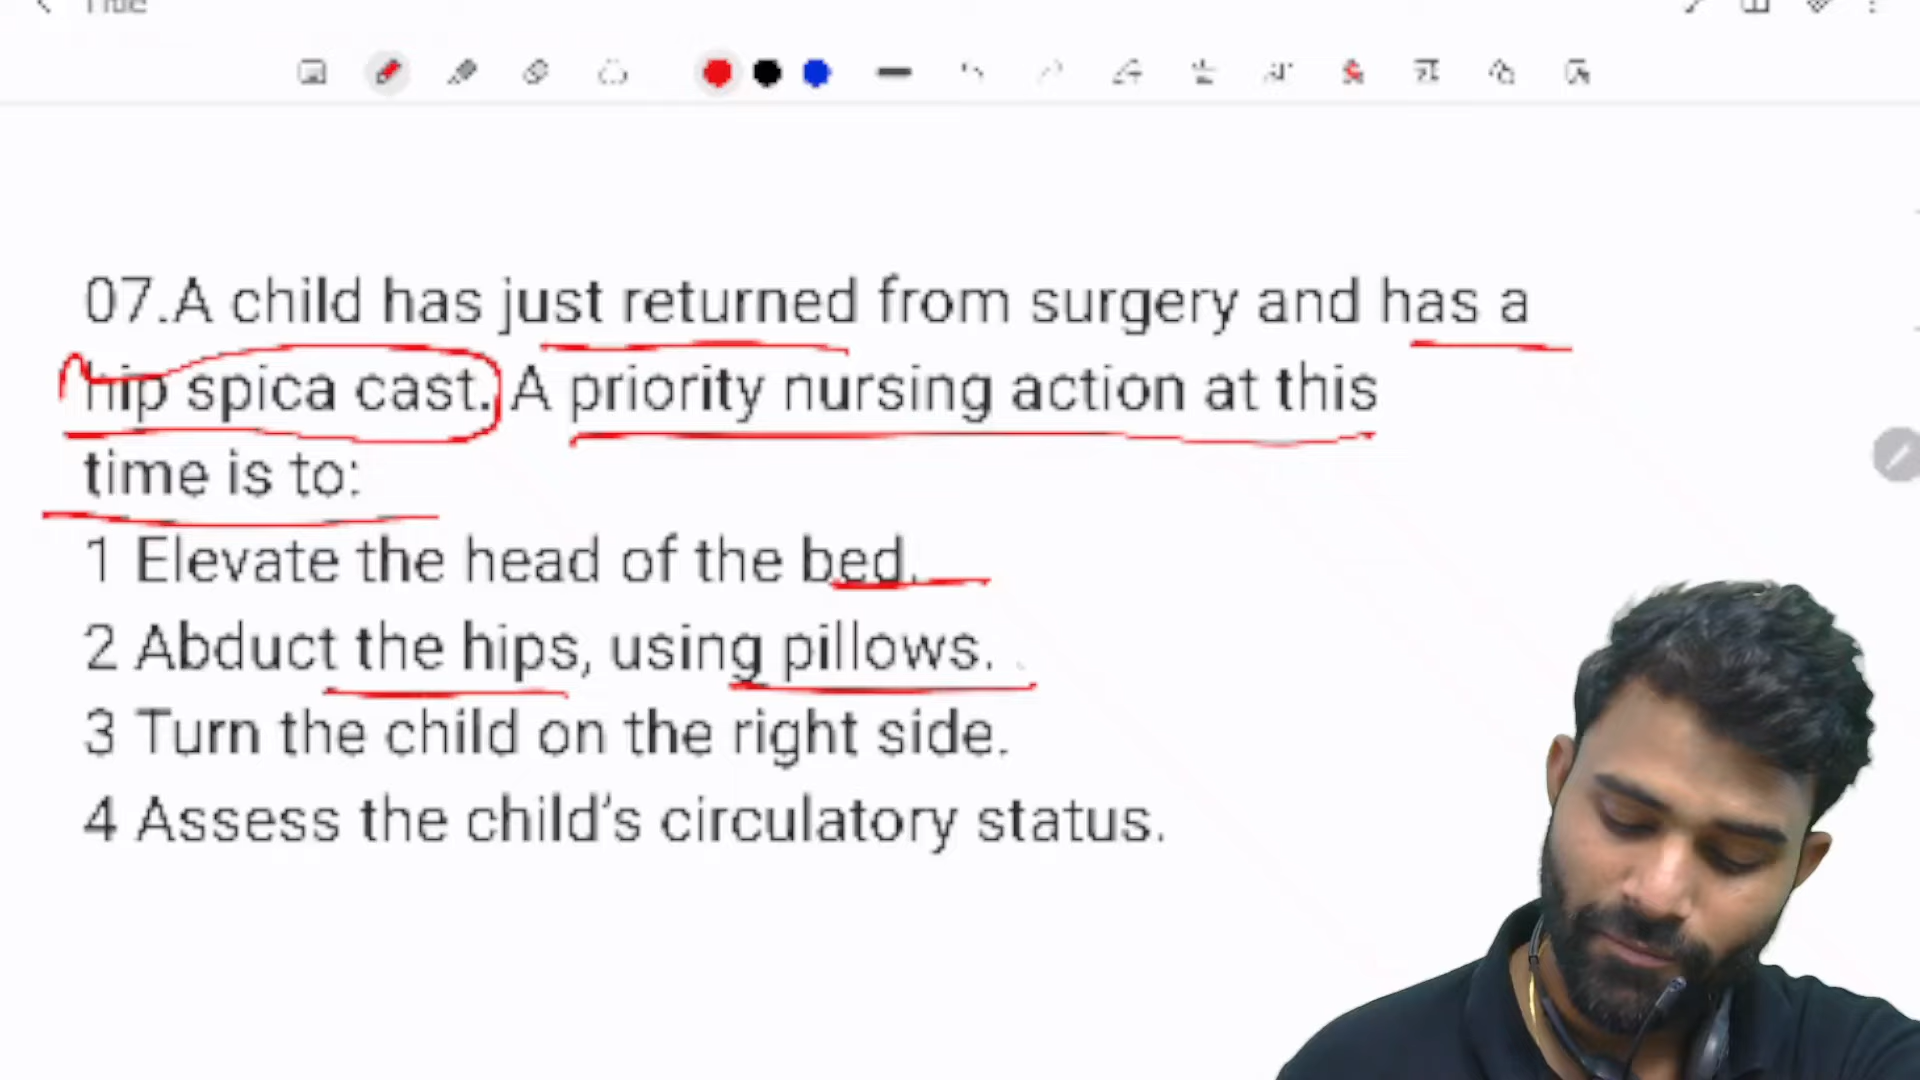 Title
07.A child has just returned from surgery and has a
hip spica cast. A priority nursing action at this
time is to:
1 Elevate the head of the bed.
2 Abduct the hips, using pillows.
3 Turn the child on the right side.
4 Assess the child's circulatory status.